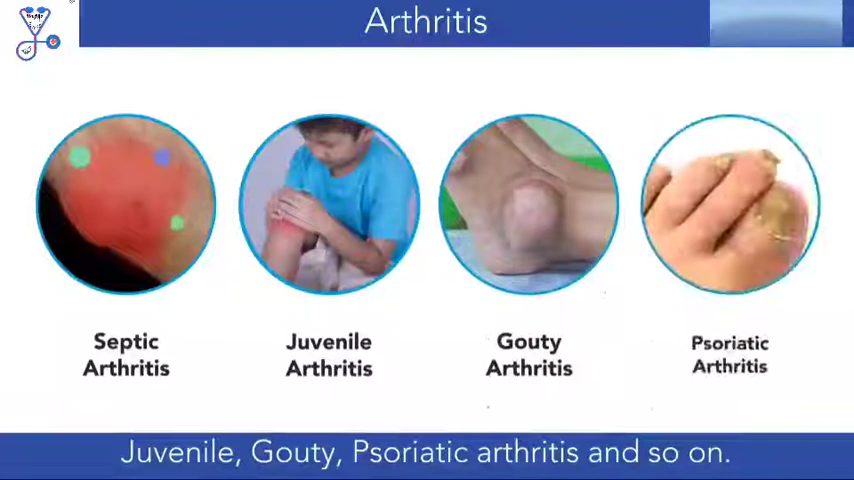 Arthritis
Septic
Arthritis
Juvenile
Arthritis
Gouty
Arthritis
Psoriatic
Arthritis
Juvenile, Gouty, Psoriatic arthritis and so on.